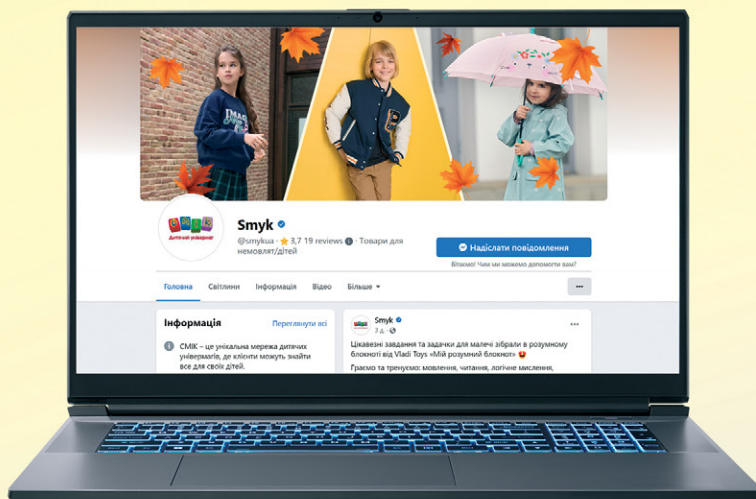 IMAG
Smyk
@smykua · 3,7 19 reviews · Товари для
немовлят/дітей
Дитячий універмаг
Надіслати повідомлення
Вітаємо! Чим ми можемо допомогти вам?
Головна Світлини Інформація Відео Більше
Інформація Переглянути всі
СМІК – це унікальна мережа дитячих
універмагів, де клієнти можуть знайти
все для своїх дітей.
Smyk
3 д.
Цікавезні завдання та задачки для малечі зібрали в розумному
блокноті від Vladi Toys «Мій розумний блокнот»
Граємо та тренуємо: мовлення, читання, логічне мислення,